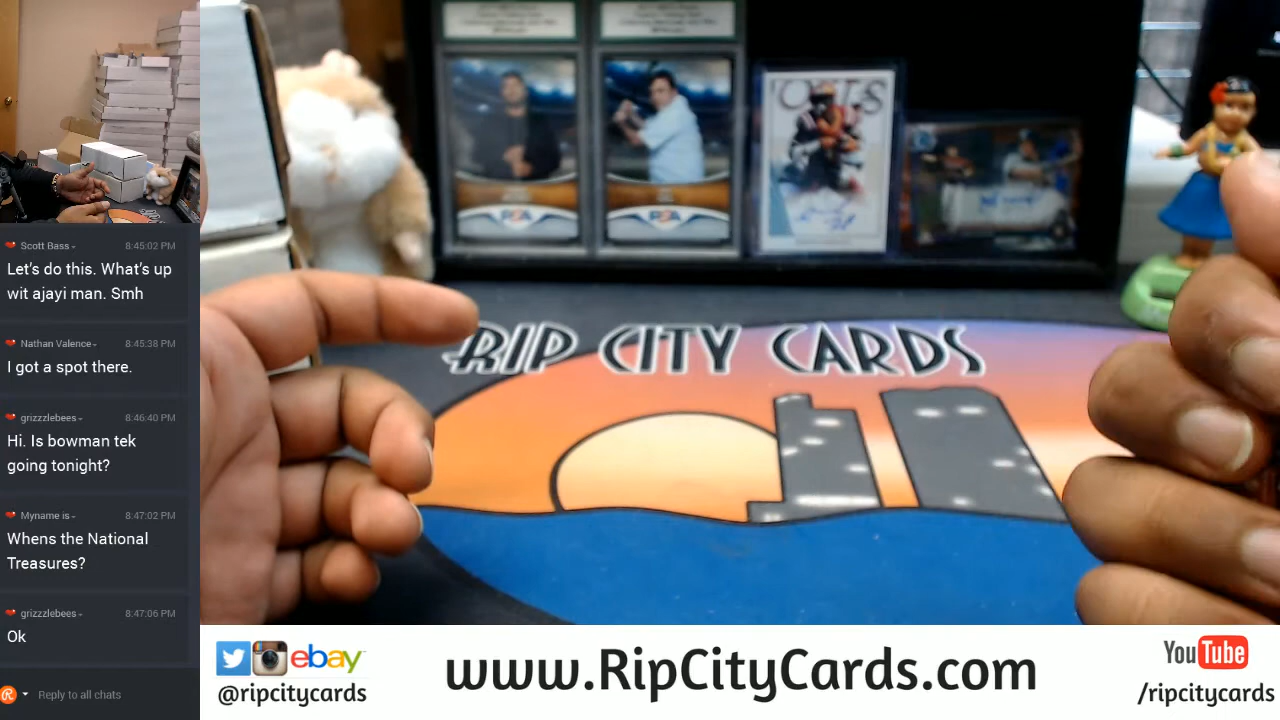 Scott Bass
8:45:02 PM
Let's do this. What's up
wit ajayi man. Smh
Nathan Valence
8:45:38 PM
I got a spot there.
grizzzlebees
8:46:40 PM
Hi. Is bowman tek
going tonight?
Myname is
8:47:02 PM
Whens the National
Treasures?
grizzzlebees
8:47:06 PM
Ok
Reply to all chats
PSA
PSA
RIP CITY CARDS
ebay
@ripcitycards
www.RipCityCards.com
YouTube
/ripcitycards